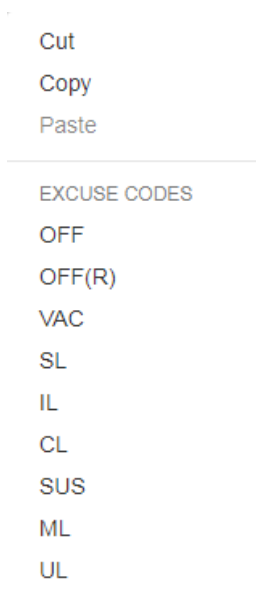 Cut
Copy
Paste
EXCUSE CODES
OFF
OFF(R)
VAC
SL
IL
CL
SUS
ML
UL